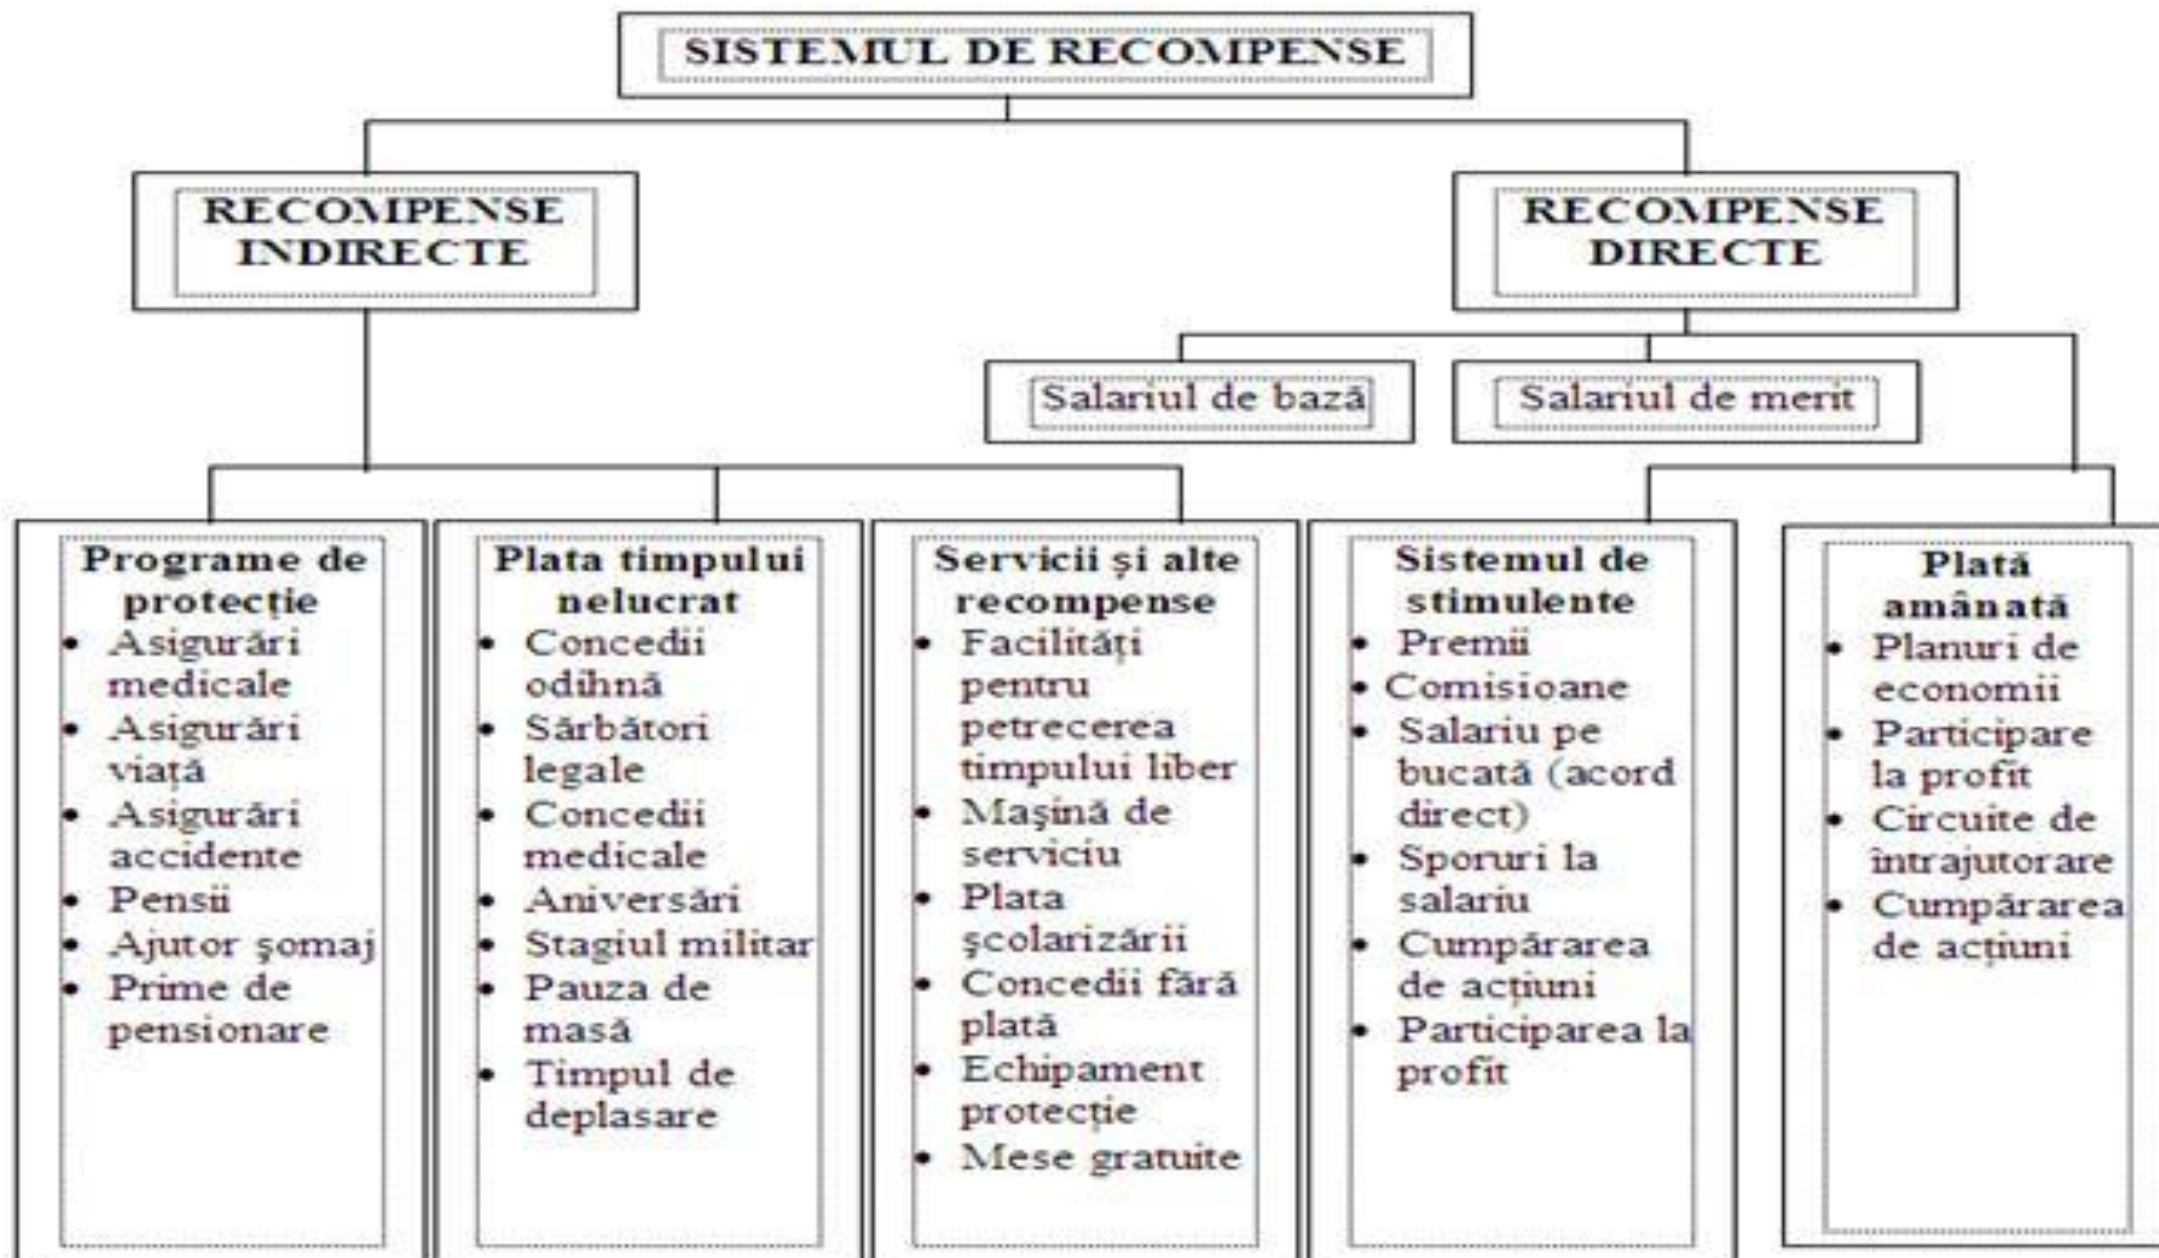 SISTEMUL DE RECOMPENSE
RECOMPENSE
INDIRECTE
RECOMPENSE
DIRECTE
Salariul de bază
Salariul de merit
Programe de
protecție
• Asigurări
medicale
• Asigurări
viață
• Asigurări
accidente
• Pensii
• Ajutor şomaj
• Prime de
pensionare
Plata timpului
nelucrat
• Concedii
odihnă
• Sărbători
legale
• Concedii
medicale
• Aniversări
• Stagiul militar
• Pauza de
masă
• Timpul de
deplasare
Servicii și alte
recompense
• Facilități
pentru
petrecerea
timpului liber
• Maşină de
serviciu
• Plata
şcolarizării
• Concedii fără
plată
• Echipament
protecție
• Mese gratuite
Sistemul de
stimulente
• Premii
• Comisioane
• Salariu pe
bucată (acord
direct)
• Sporuri la
salariu
• Cumpărarea
de acțiuni
• Participarea la
profit
Plată
amânată
• Planuri de
economii
• Participare
la profit
• Circuite de
întrajutorare
• Cumpărarea
de acțiuni